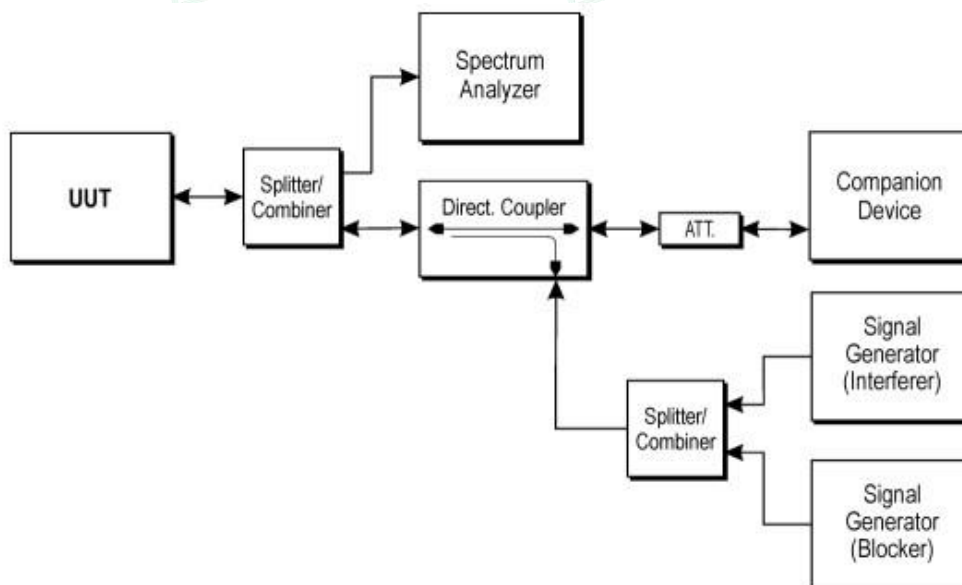 Spectrum
Analyzer
UUT
Splitter/
Combiner
Direct. Coupler
ATT.
Companion
Device
Signal
Generator
(Interferer)
Splitter/
Combiner
Signal
Generator
(Blocker)